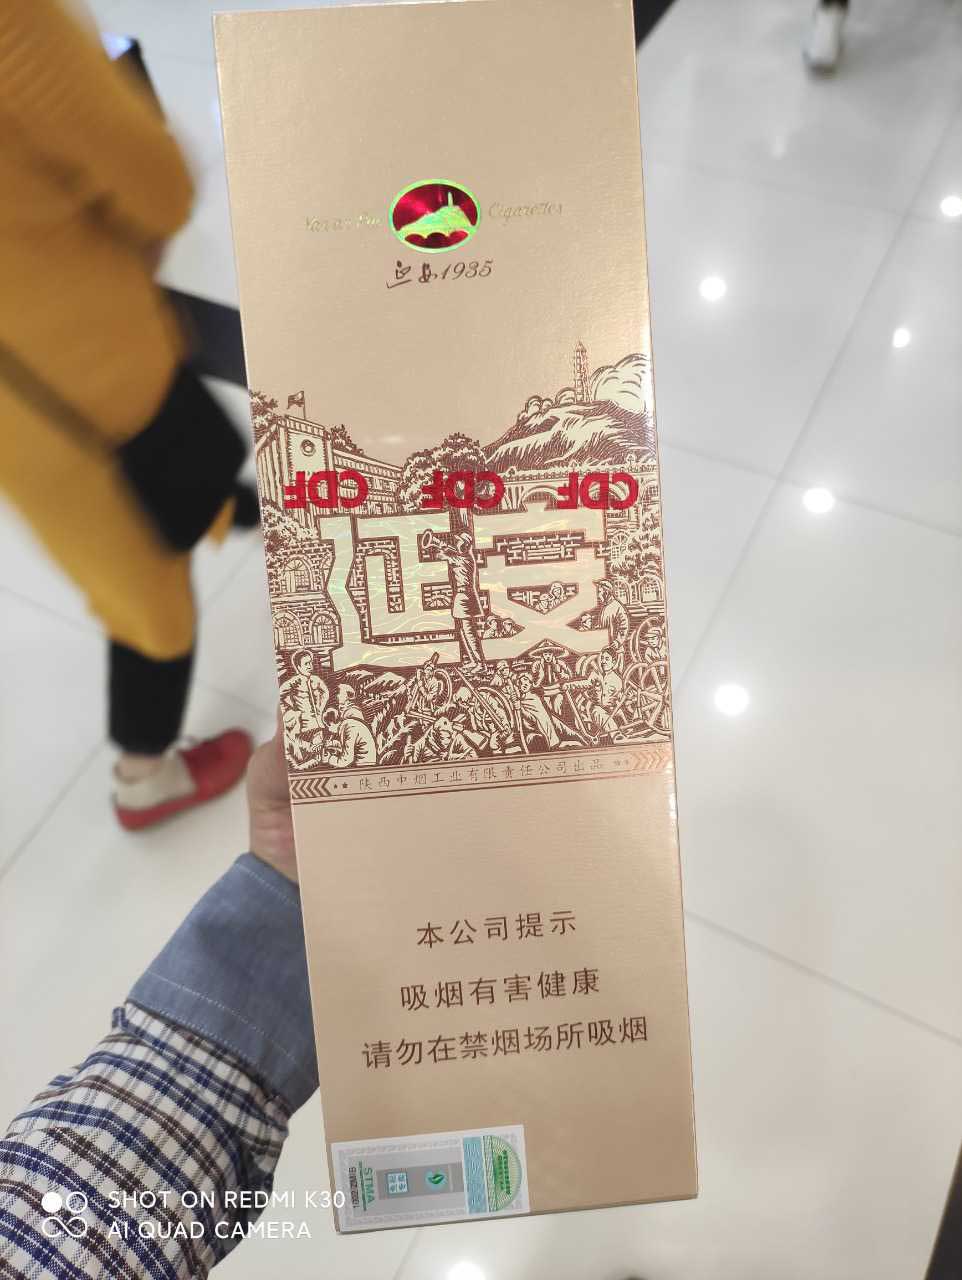 Yan an Pai Cigarettes
延安1935
CDF CDF CDF
延安
陕西中烟工业有限责任公司出品
本公司提示
吸烟有害健康
请勿在禁烟场所吸烟
STMA
SHOT ON REDMI K30
AI QUAD CAMERA